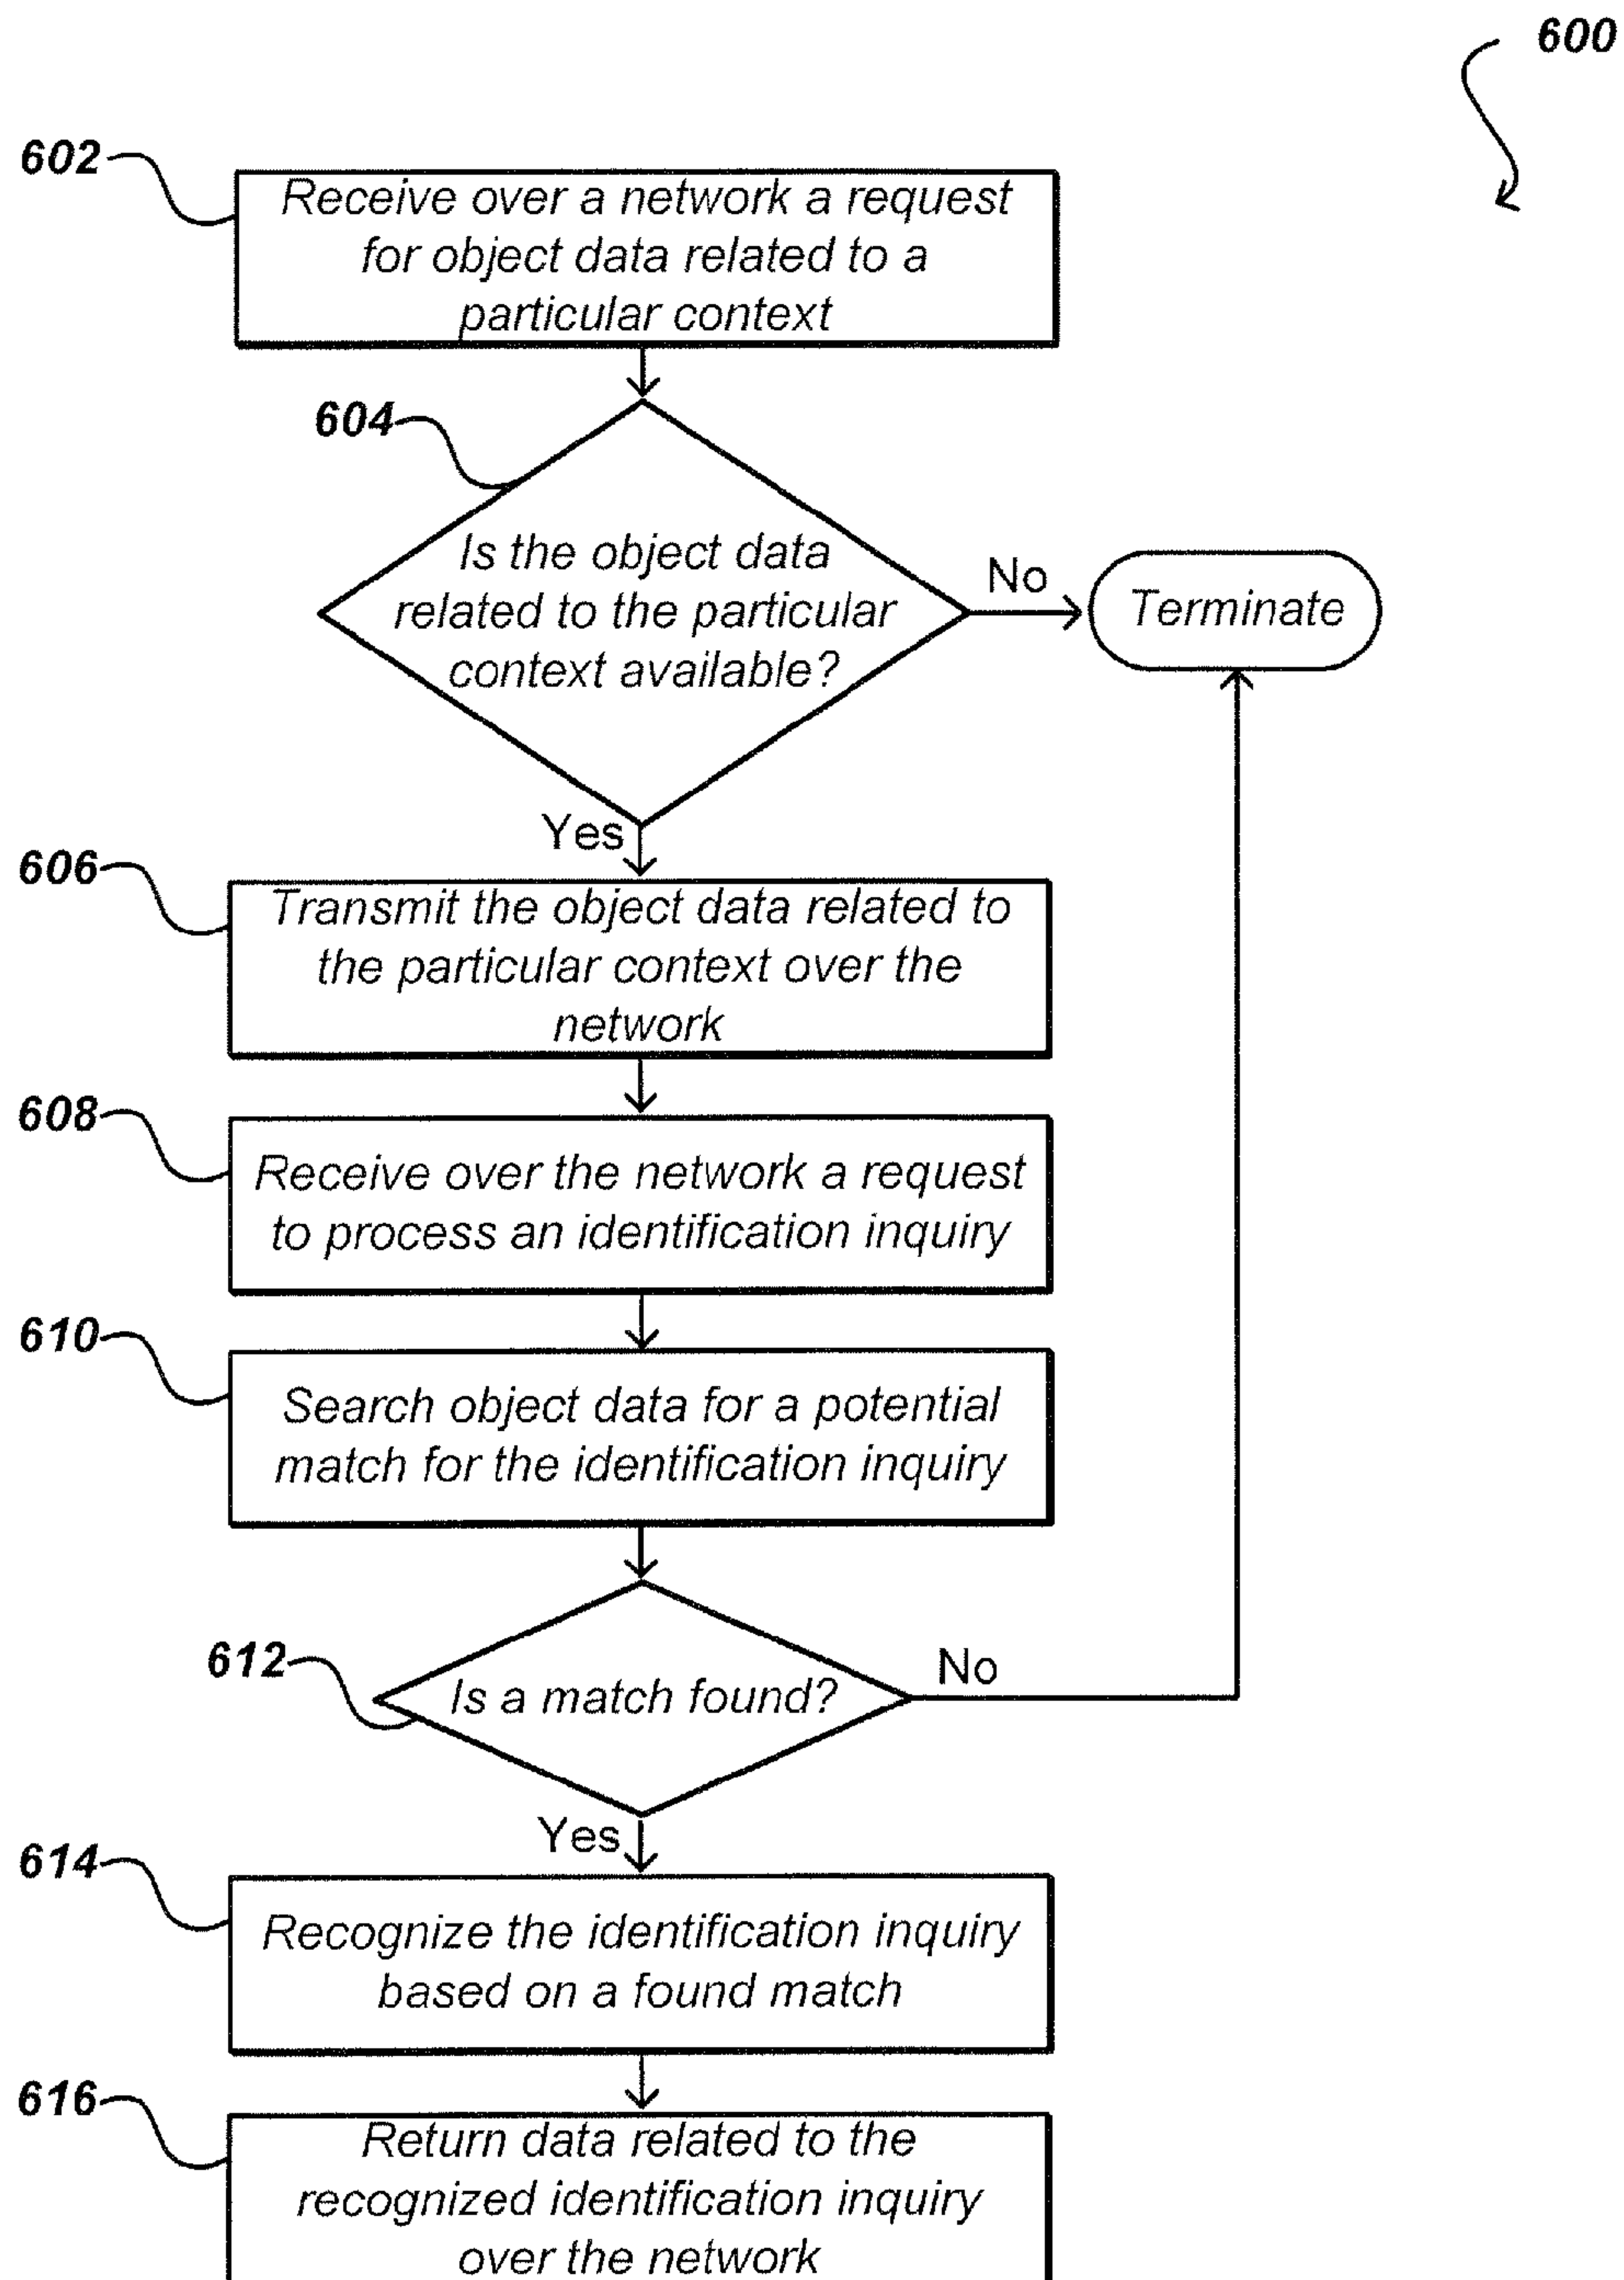 600
602
Receive over a network a request
for object data related to a
particular context
604
Is the object data
related to the particular
context available?
No
Terminate
Yes
606
Transmit the object data related to
the particular context over the
network
608
Receive over the network a request
to process an identification inquiry
610
Search object data for a potential
match for the identification inquiry
612
Is a match found?
No
Yes
614
Recognize the identification inquiry
based on a found match
616
Return data related to the
recognized identification inquiry
over the network